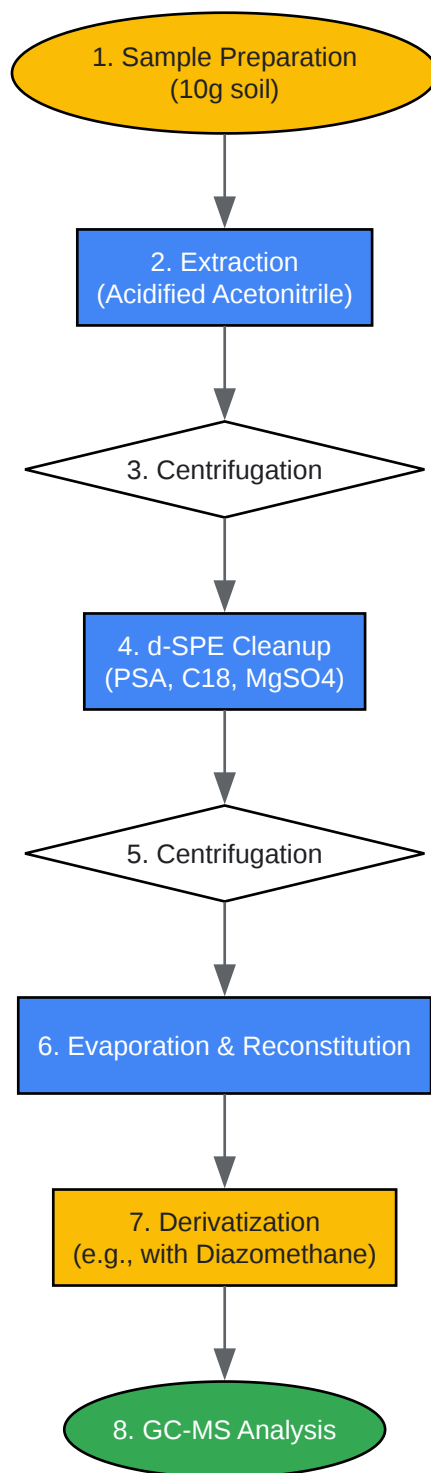 1. Sample Preparation
(10g soil)
2. Extraction
(Acidified Acetonitrile)
3. Centrifugation
4. d-SPE Cleanup
(PSA, C18, MgSO4)
5. Centrifugation
6. Evaporation & Reconstitution
7. Derivatization
(e.g., with Diazomethane)
8. GC-MS Analysis